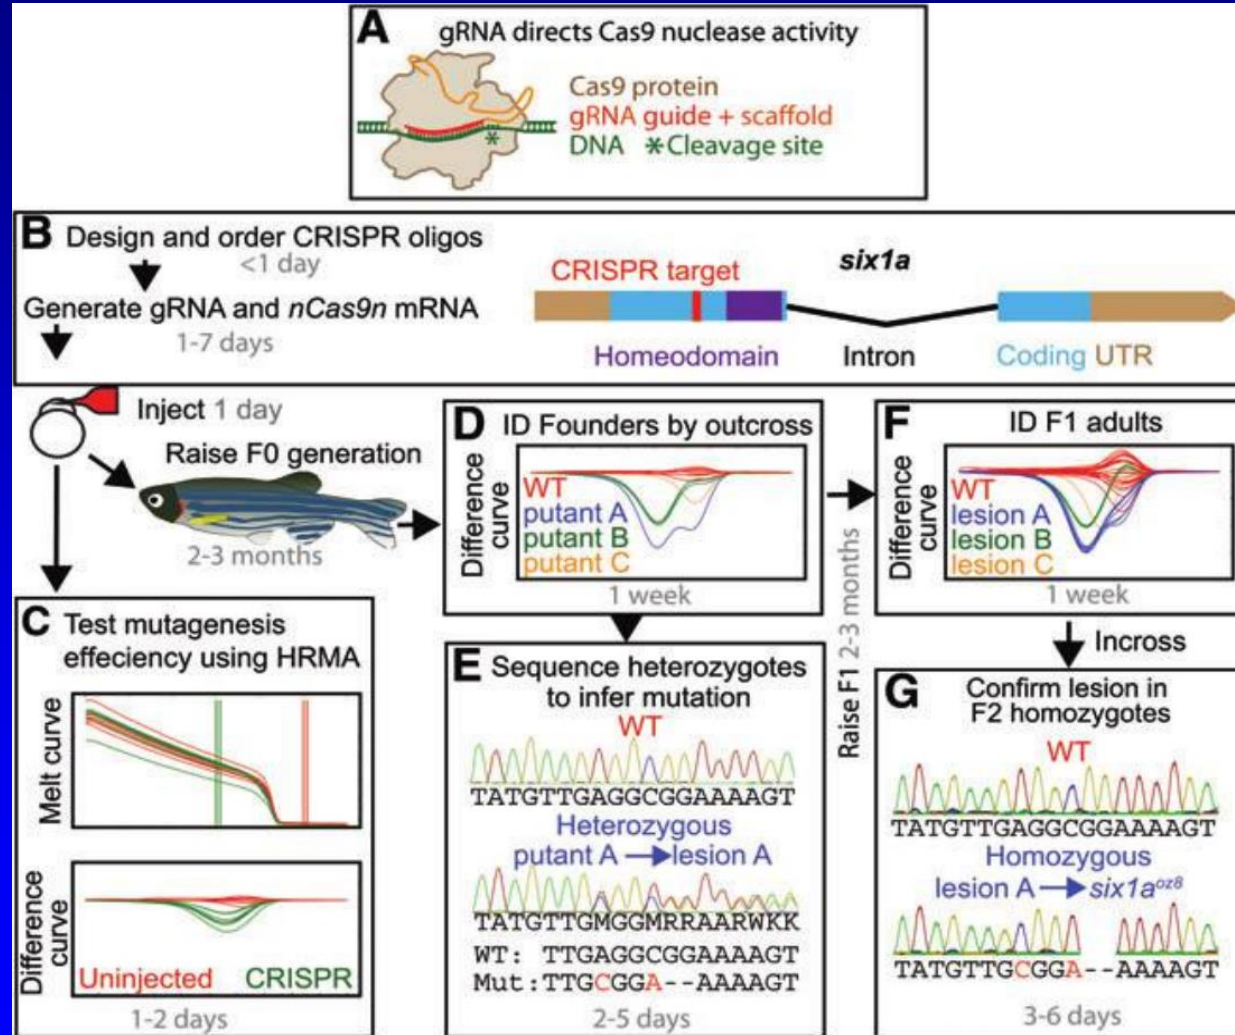 A gRNA directs Cas9 nuclease activity
Cas9 protein
gRNA guide + scaffold
DNA *Cleavage site
B Design and order CRISPR oligos
<1 day
Generate gRNA and nCas9n mRNA
1-7 days
CRISPR target
six1a
Homeodomain
Intron
Coding UTR
Inject 1 day
Raise F0 generation
2-3 months
C Test mutagenesis
effeciency using HRMA
Melt curve
Difference
curve
Uninjected CRISPR
1-2 days
D ID Founders by outcross
Difference
curve
WT
putant A
putant B
putant C
1 week
E Sequence heterozygotes
to infer mutation
WT
TATGTTGAGGCGGAAAAGT
Heterozygous
putant A lesion A
TATGTTGMGGMRRAARWKK
WT: TTGAGGCGGAAAAGT
Mut:TTGCGGA--AAAAGT
2-5 days
Raise F1 2-3 months
F ID F1 adults
Difference
curve
WT
lesion A
lesion B
lesion C
1 week
Incross
G Confirm lesion in
F2 homozygotes
WT
TATGTTGAGGCGGAAAAGT
Homozygous
lesion A six1aoz8
TATGTTGCGGA--AAAAGT
3-6 days